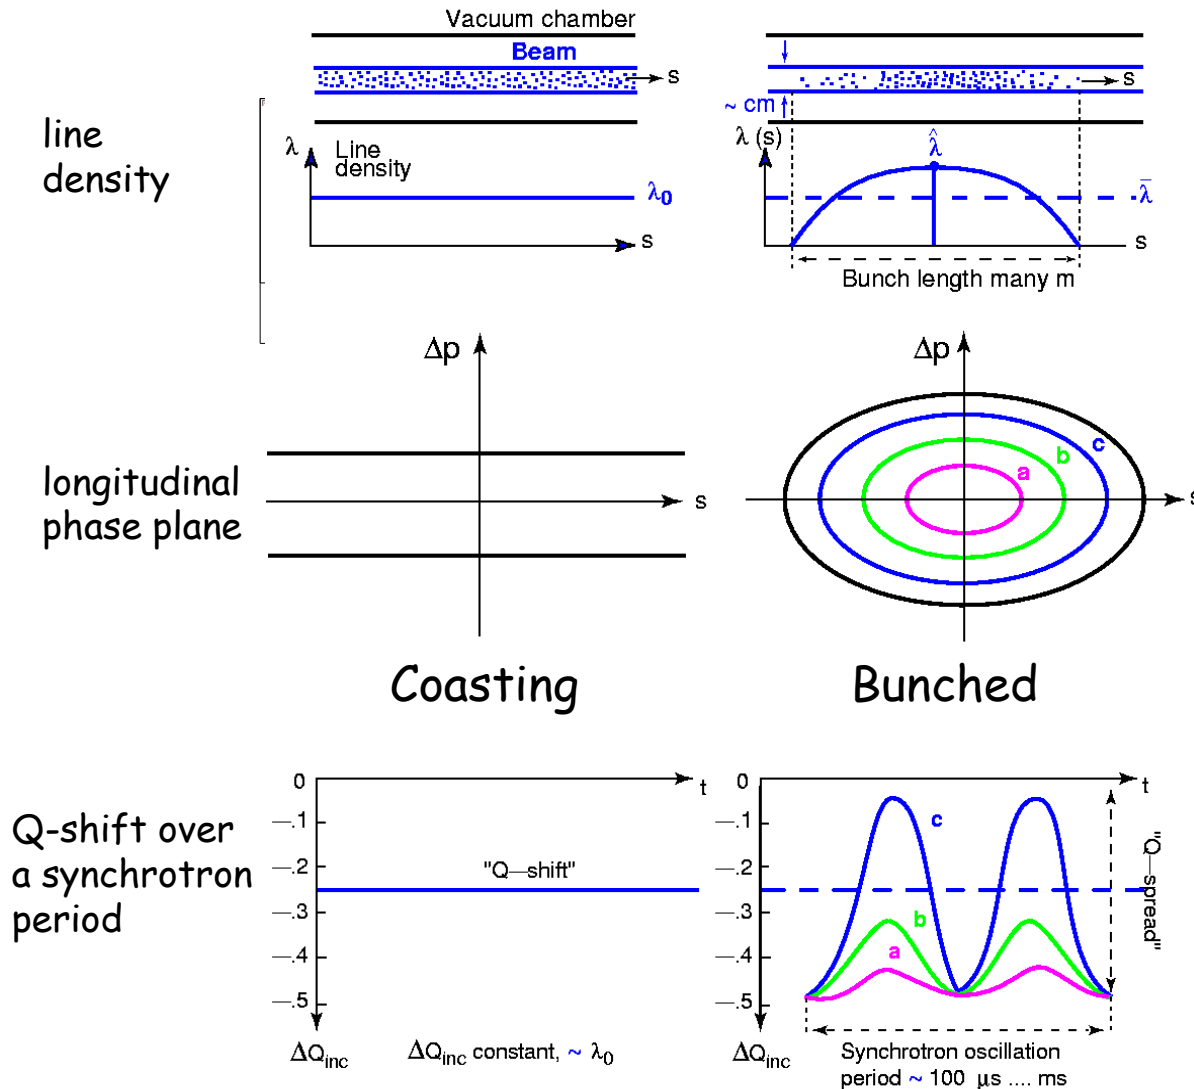 Vacuum chamber
Beam
s
~ cm
s
line
density
λ
Line
density
λ₀
s
λ (s)
λ̂
λ̄
s
Bunch length many m
longitudinal
phase plane
Δp
s
Δp
a
b
c
s
Coasting
Bunched
Q-shift over
a synchrotron
period
0
—.1
—.2
—.3
—.4
—.5
t
"Q—shift"
ΔQinc
ΔQinc constant, ~ λ₀
0
—.1
—.2
—.3
—.4
—.5
t
c
b
a
"Q—spread"
ΔQinc
Synchrotron oscillation
period ~ 100 μs .... ms